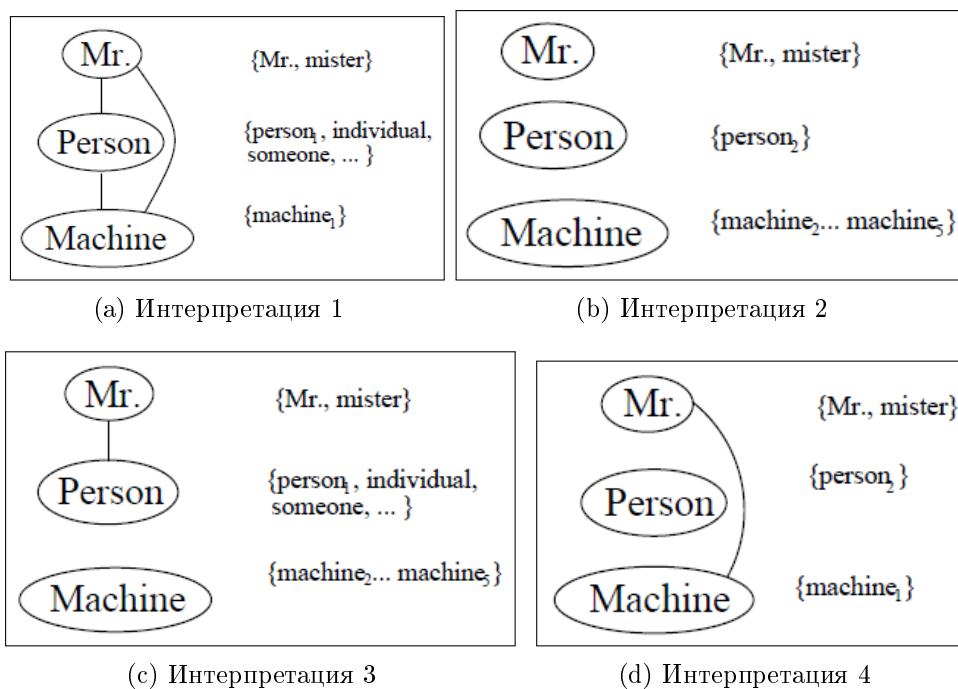 Mr. {Mr., mister}
Person {person₁, individual,
someone, ... }
Machine {machine₁}
(a) Интерпретация 1
Mr. {Mr., mister}
Person {person₂}
Machine {machine₂... machine₅}
(b) Интерпретация 2
Mr. {Mr., mister}
Person {person₁, individual,
someone, ... }
Machine {machine₂... machine₅}
(c) Интерпретация 3
Mr. {Mr., mister}
Person {person₂}
Machine {machine₁}
(d) Интерпретация 4